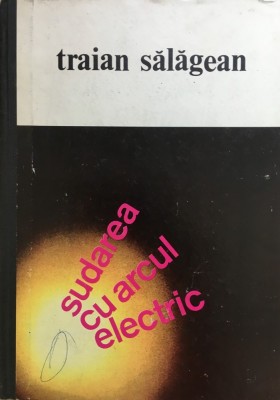 traian sălăgean
sudarea
cu arcul
electric